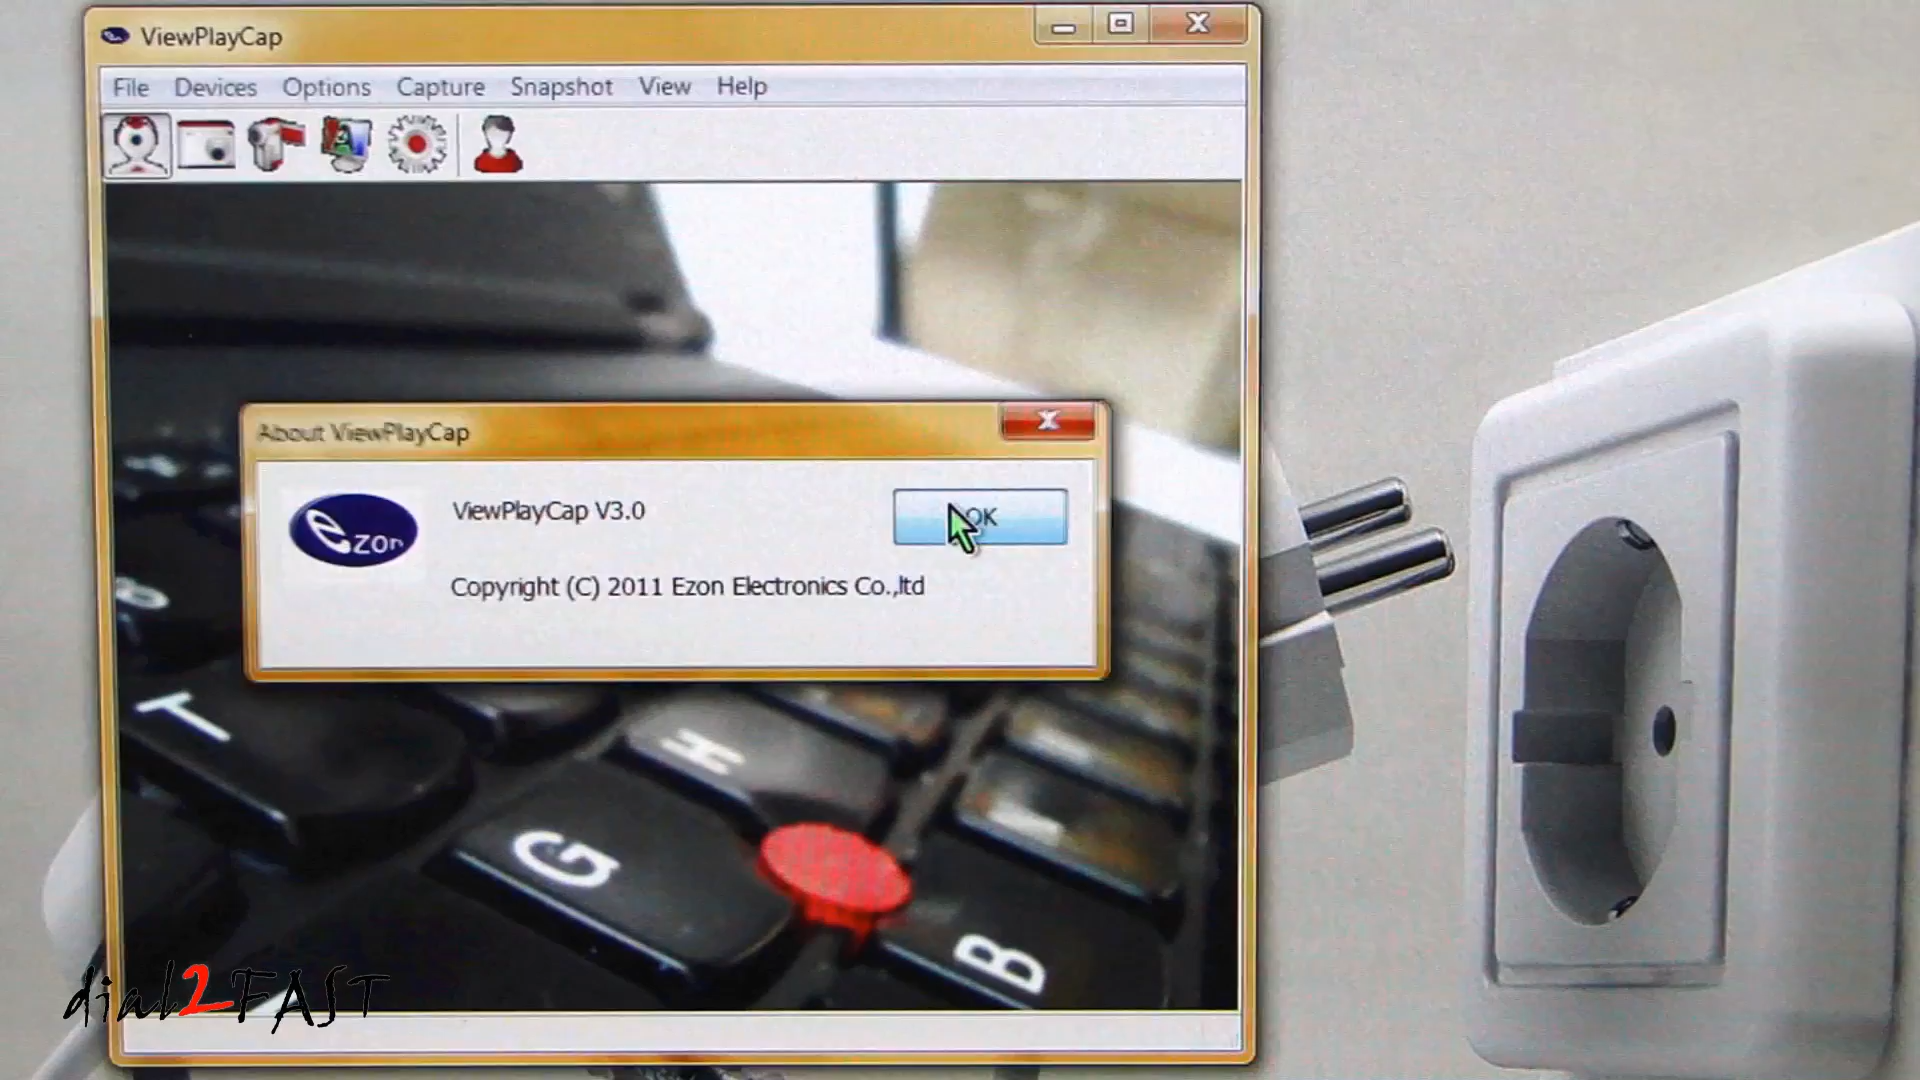 ViewPlayCap
File Devices Options Capture Snapshot View Help
About ViewPlayCap
ezon
ViewPlayCap V3.0
OK
Copyright (C) 2011 Ezon Electronics Co.,ltd
T
H
G
B
dial2FAST